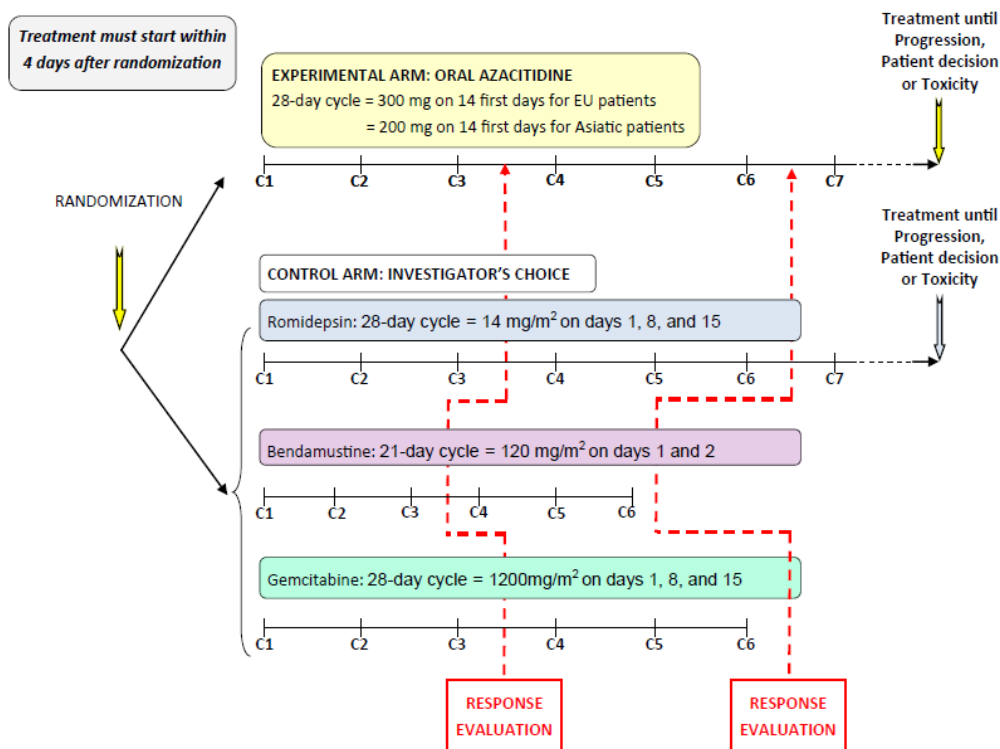 Treatment must start within
4 days after randomization
Treatment until
Progression,
Patient decision
or Toxicity
EXPERIMENTAL ARM: ORAL AZACITIDINE
28-day cycle = 300 mg on 14 first days for EU patients
= 200 mg on 14 first days for Asiatic patients
C1 C2 C3 C4 C5 C6 C7
RANDOMIZATION
Treatment until
Progression,
Patient decision
or Toxicity
CONTROL ARM: INVESTIGATOR'S CHOICE
Romidepsin: 28-day cycle = 14 mg/m² on days 1, 8, and 15
C1 C2 C3 C4 C5 C6 C7
Bendamustine: 21-day cycle = 120 mg/m² on days 1 and 2
C1 C2 C3 C4 C5 C6
Gemcitabine: 28-day cycle = 1200mg/m² on days 1, 8, and 15
C1 C2 C3 C4 C5 C6
RESPONSE
EVALUATION
RESPONSE
EVALUATION